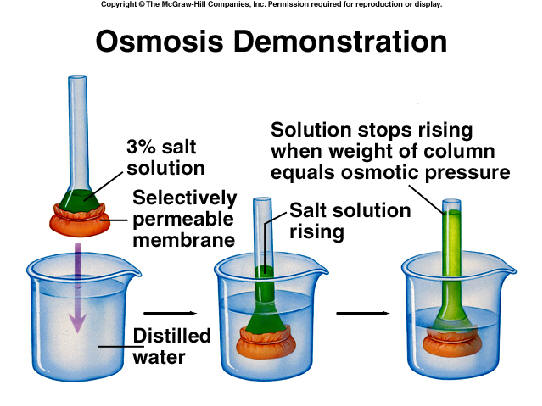 Copyright © The McGraw-Hill Companies, Inc. Permission required for reproduction or display.
Osmosis Demonstration
3% salt
solution
Selectively
permeable
membrane
Distilled
water
Salt solution
rising
Solution stops rising
when weight of column
equals osmotic pressure